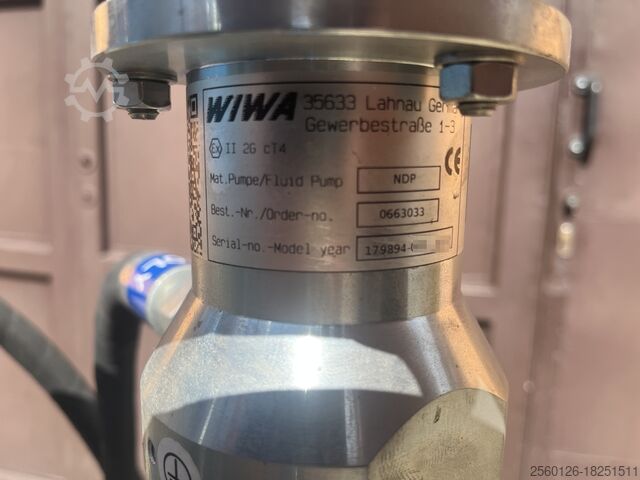 WIWA 35633 Lahnau
Gewerbestraße 1-3
Ex II 2G cT4
CE
Mat.Pumpe/Fluid Pump NDP
Best.-Nr./Order-no. 0663033
Serial-no.-Model year 179894-
2560126-18251511